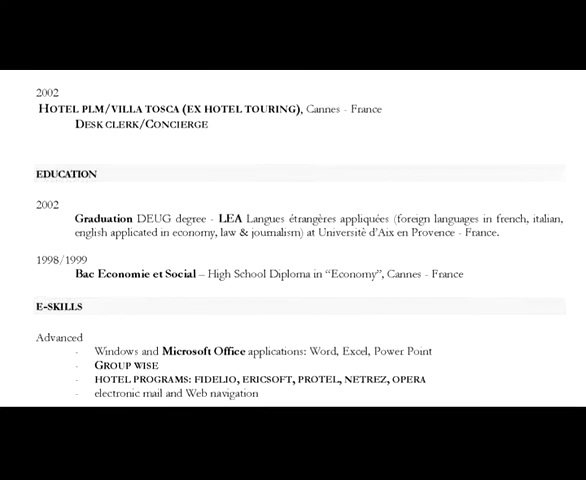 2002
HOTEL PLM/VILLA TOSCA (EX HOTEL TOURING), Cannes - France
DESK CLERK/CONCIERGE
EDUCATION
2002
Graduation DEUG degree - LEA Langues étrangères appliquées (foreign languages in french, italian,
english applicated in economy, law & journalism) at Universitè d'Aix en Provence - France.
1998/1999
Bac Economie et Social – High School Diploma in “Economy”, Cannes - France
E-SKILLS
Advanced
- Windows and Microsoft Office applications: Word, Excel, Power Point
- GROUP WISE
- HOTEL PROGRAMS: FIDELIO, ERICSOFT, PROTEL, NETREZ, OPERA
- electronic mail and Web navigation